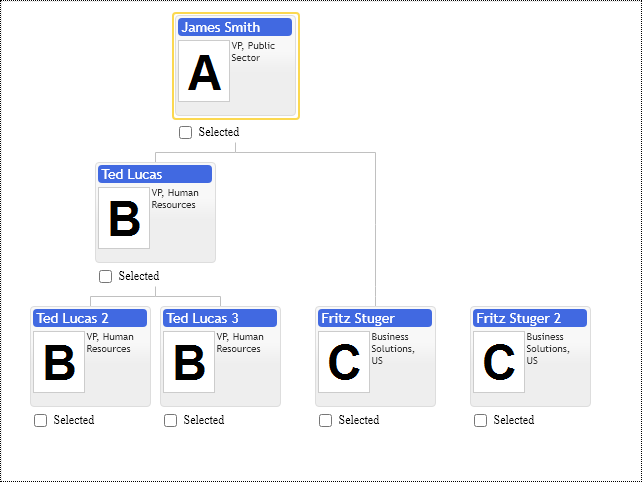 James Smith
A
VP, Public
Sector
Selected
Ted Lucas
B
VP, Human
Resources
Selected
Ted Lucas 2
B
VP, Human
Resources
Selected
Ted Lucas 3
B
VP, Human
Resources
Selected
Fritz Stuger
C
Business
Solutions,
US
Selected
Fritz Stuger 2
C
Business
Solutions,
US
Selected